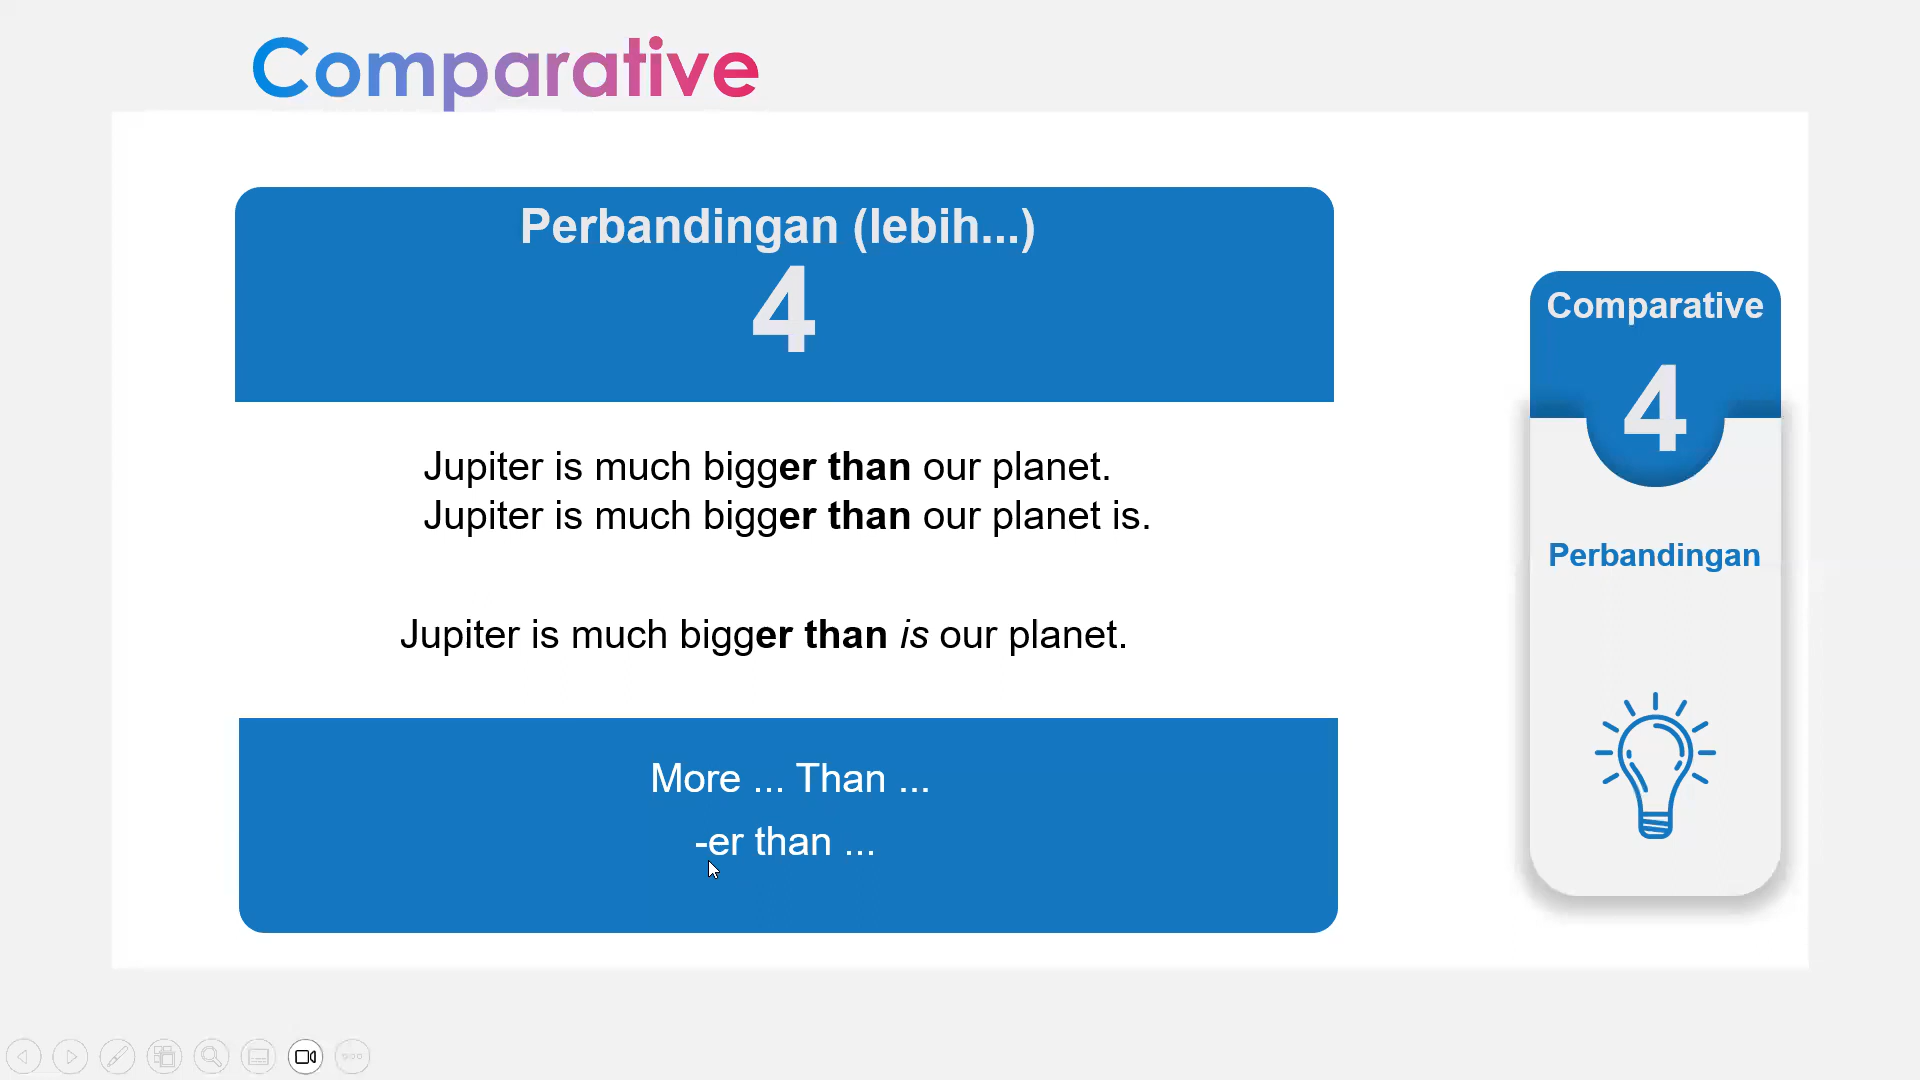 Comparative
Perbandingan (lebih...)
4
Jupiter is much bigger than our planet.
Jupiter is much bigger than our planet is.
Jupiter is much bigger than is our planet.
More ... Than ...
-er than ...
Comparative
4
Perbandingan